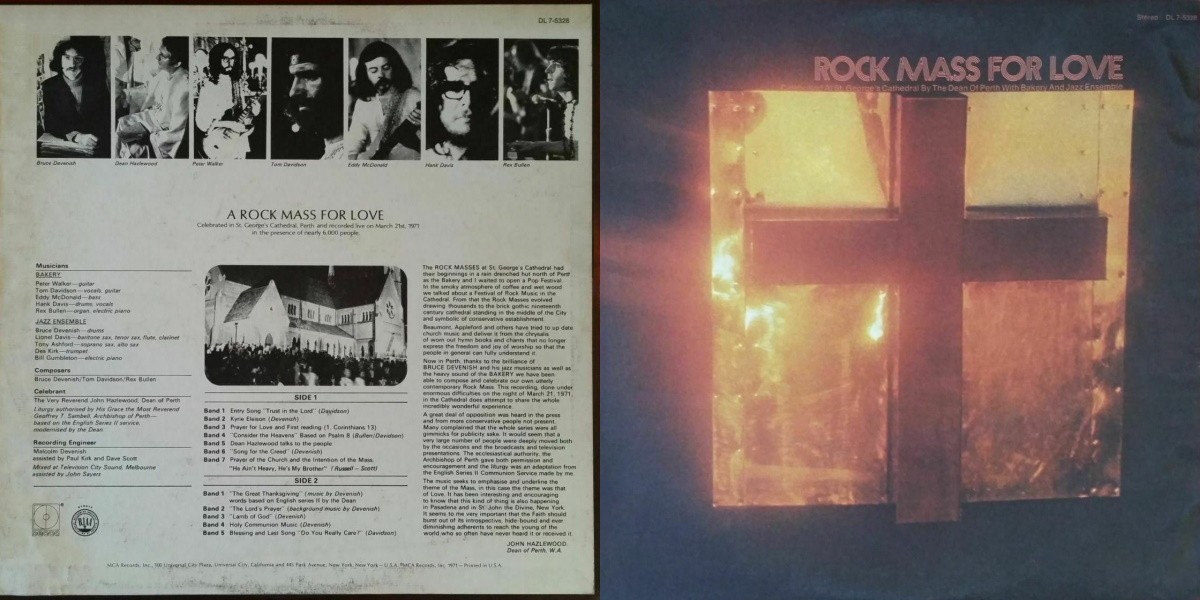 DL 7-5328
Bruce Devenish
Dean Hazlewood
Peter Walker
Tom Davidson
Eddy McDonald
Hank Davis
Rex Bullen
A ROCK MASS FOR LOVE
Celebrated in St. George's Cathedral, Perth and recorded live on March 21st, 1971
in the presence of nearly 6,000 people.
Musicians
BAKERY
Peter Walker—guitar
Tom Davidson—vocals, guitar
Eddy McDonald—bass
Hank Davis—drums, vocals
Rex Bullen—organ, electric piano
JAZZ ENSEMBLE
Bruce Devenish—drums
Lionel Davis—baritone sax, tenor sax, flute, clarinet
Tony Ashford—soprano sax, alto sax
Des Kirk—trumpet
Bill Gumbleton—electric piano
Composers
Bruce Devenish/Tom Davidson/Rex Bullen
Celebrant
The Very Reverend John Hazlewood, Dean of Perth
Liturgy authorised by His Grace the Most Reverend
Geoffrey T. Sambell, Archbishop of Perth—
based on the English Series II service,
modernised by the Dean.
Recording Engineer
Malcolm Devenish
assisted by Paul Kirk and Dave Scott
Mixed at Television City Sound, Melbourne
assisted by John Sayers
SIDE 1
Band 1 Entry Song "Trust in the Lord" (Davidson)
Band 2 Kyrie Eleison (Devenish)
Band 3 Prayer for Love and First reading (1. Corinthians 13)
Band 4 "Consider the Heavens" Based on Psalm 8 (Bullen/Davidson)
Band 5 Dean Hazlewood talks to the people
Band 6 "Song for the Creed" (Devenish)
Band 7 Prayer of the Church and the Intention of the Mass.
"He Ain't Heavy, He's My Brother" (Russell – Scott)
SIDE 2
Band 1 "The Great Thanksgiving" (music by Devenish)
words based on English series II by the Dean
Band 2 "The Lord's Prayer" (background music by Devenish)
Band 3 "Lamb of God" (Devenish)
Band 4 Holy Communion Music (Devenish)
Band 5 Blessing and Last Song "Do You Really Care?" (Davidson)
The ROCK MASSES at St. George's Cathedral had
their beginnings in a rain drenched hut north of Perth
as the Bakery and I waited to open a Pop Festival.
In the smoky atmosphere of coffee and wet wood
we talked about a Festival of Rock Music in the
Cathedral. From that the Rock Masses evolved
drawing thousands to the brick gothic nineteenth
century cathedral standing in the middle of the City
and symbolic of conservative establishment.
Beaumont, Appleford and others have tried to up date
church music and deliver it from the chrysalis
of worn out hymn books and chants that no longer
express the freedom and joy of worship so that the
people in general can fully understand it.
Now in Perth, thanks to the brilliance of
BRUCE DEVENISH and his jazz musicians as well as
the heavy sound of the BAKERY we have been
able to compose and celebrate our own utterly
contemporary Rock Mass. This recording, done under
enormous difficulties on the night of March 21, 1971,
in the Cathedral does attempt to share the whole
incredibly wonderful experience.
A great deal of opposition was heard in the press
and from more conservative people not present.
Many complained that the whole series were all
gimmicks for publicity sake. It would seem that a
very large number of people were deeply moved both
by the occasions and the broadcasts and television
presentations. The ecclesiastical authority, the
Archbishop of Perth gave both permission and
encouragement and the liturgy was an adaptation from
the English Series II Communion Service made by me.
The music seeks to emphasise and underline the
theme of the Mass, in this case the theme was that
of Love. It has been interesting and encouraging
to know that this kind of thing is also happening
in Pasadena and in St. John the Divine, New York.
It seems to me very important that the Faith should
burst out of its introspective, hide-bound and ever
diminishing adherents to reach the young of the
world who so often have never heard it or received it.
JOHN HAZLEWOOD,
Dean of Perth, W.A.
MCA Records, Inc., 100 Universal City Plaza, Universal City, California and 445 Park Avenue, New York, New York – U.S.A. ℗MCA Records, Inc. 1971 – Printed in U.S.A.
Stereo DL 7-5328
ROCK MASS FOR LOVE
St. George's Cathedral By The Dean Of Perth With Bakery And Jazz Ensemble